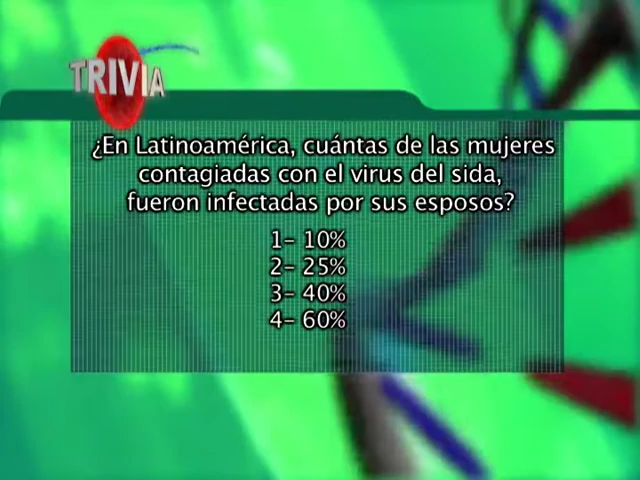 TRIVIA
¿En Latinoamérica, cuántas de las mujeres
contagiadas con el virus del sida,
fueron infectadas por sus esposos?
1- 10%
2- 25%
3- 40%
4- 60%